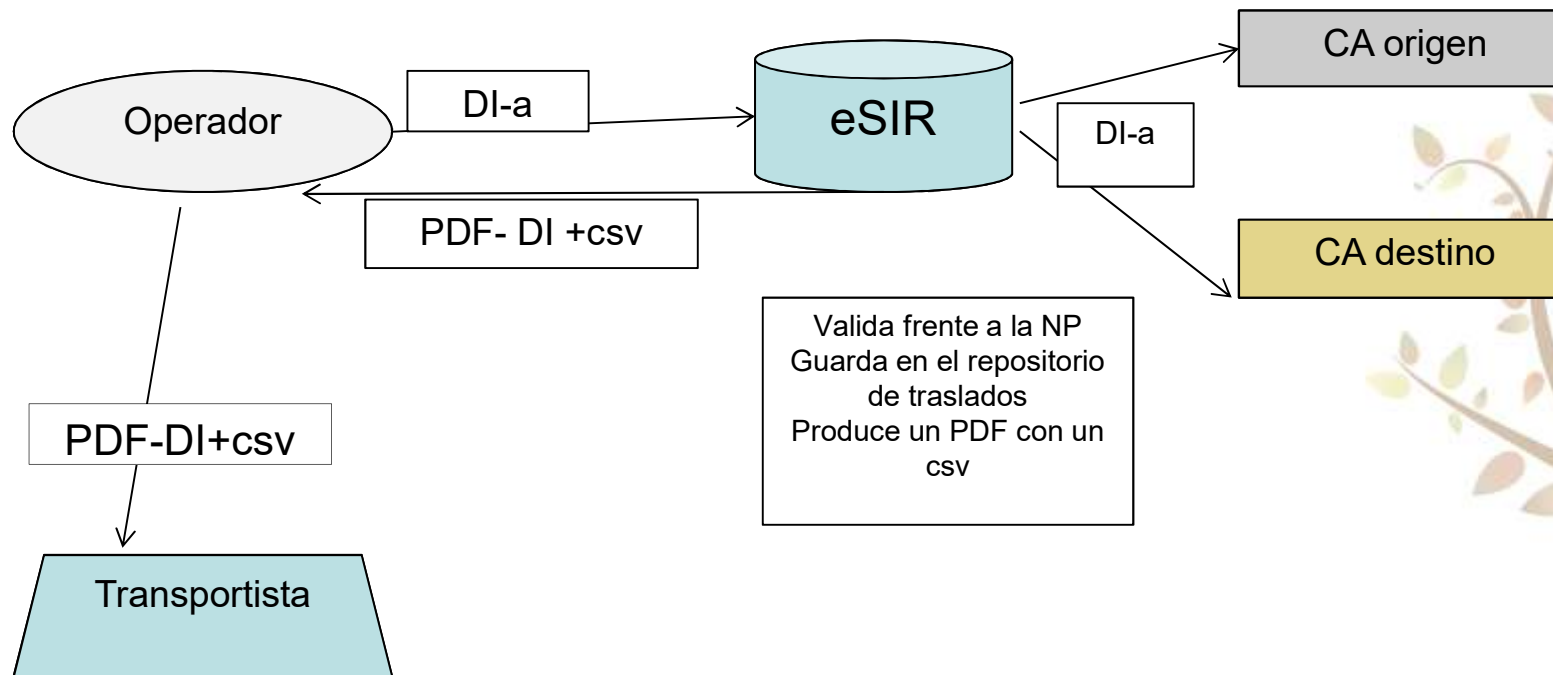 CA origen
Operador
DI-a
eSIR
DI-a
PDF- DI +csv
CA destino
Valida frente a la NP
Guarda en el repositorio
de traslados
Produce un PDF con un
csv
PDF-DI+csv
Transportista